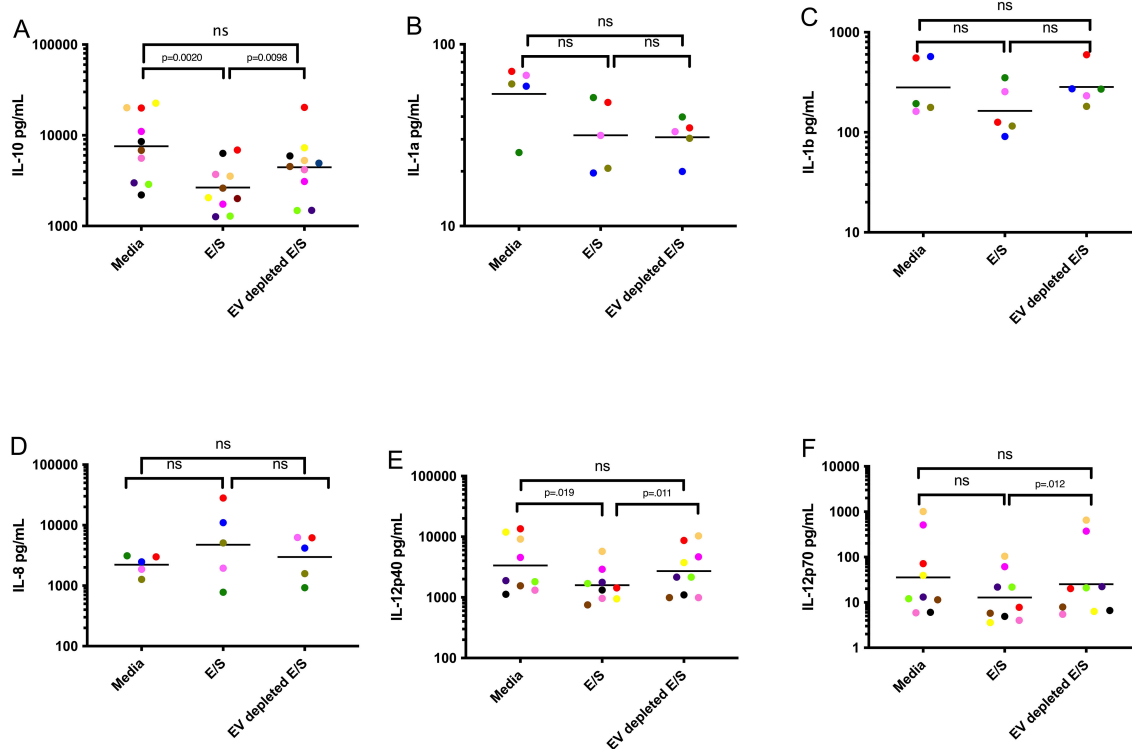 A
ns
p=0.0020
p=0.0098
100000
10000
1000
IL-10 pg/mL
Media
E/S
EV depleted E/S
B
ns
ns
ns
100
10
IL-1a pg/mL
Media
E/S
EV depleted E/S
C
ns
ns
ns
1000
100
10
IL-1b pg/mL
Media
E/S
EV depleted E/S
D
ns
ns
ns
100000
10000
1000
100
IL-8 pg/mL
Media
E/S
EV depleted E/S
E
ns
p=.019
p=.011
100000
10000
1000
100
IL-12p40 pg/mL
Media
E/S
EV depleted E/S
F
ns
ns
p=.012
10000
1000
100
10
1
IL-12p70 pg/mL
Media
E/S
EV depleted E/S